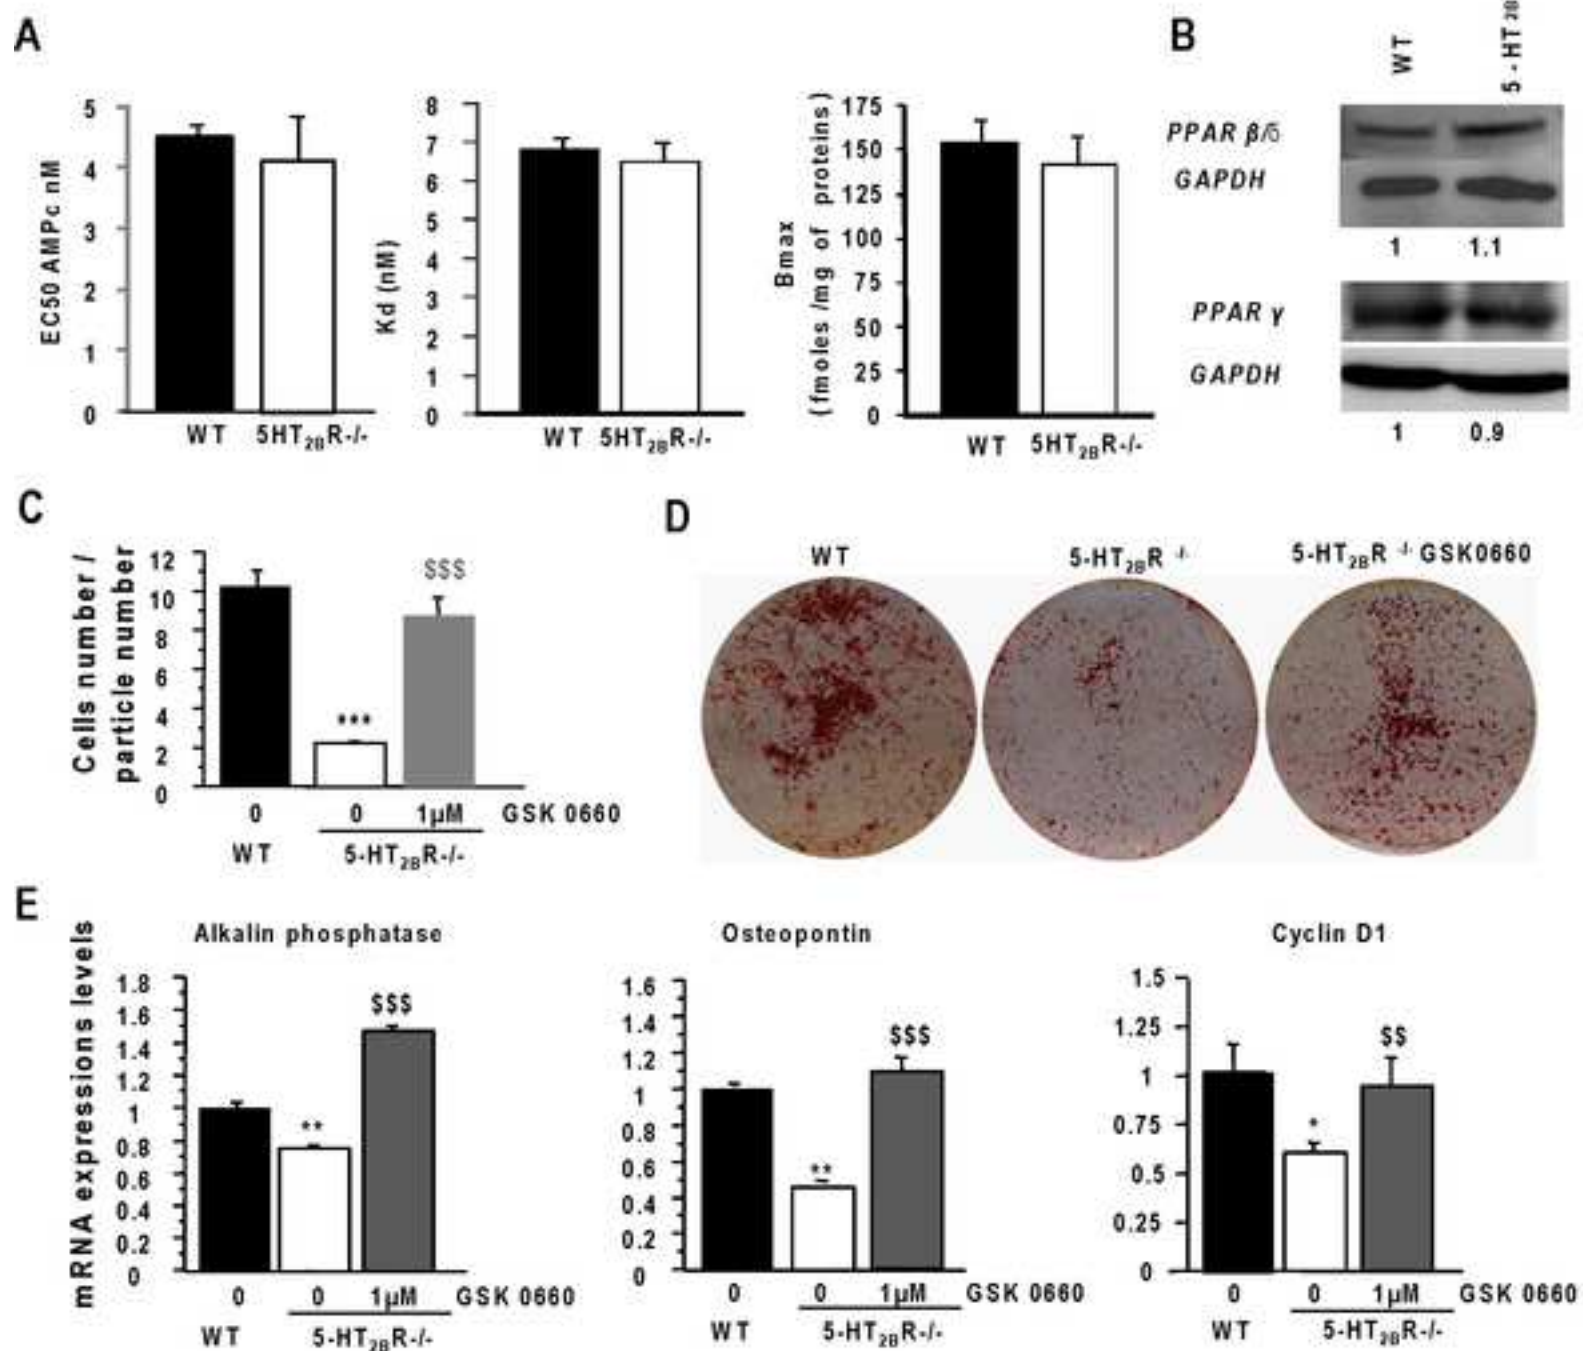 A
5
4
3
2
1
0
EC50 AMPc nM
WT 5HT2BR-/-
8
7
6
5
4
3
2
1
0
Kd (nM)
WT 5HT2BR-/-
175
150
125
100
75
50
25
0
Bmax
(fmoles /mg of proteins)
WT 5HT2BR-/-
B
WT
5-HT2B
PPAR β/δ
GAPDH
1 1.1
PPAR γ
GAPDH
1 0.9
C
Cells number /
particle number
12
10
8
6
4
2
0
***
$$$
0 0 1µM GSK 0660
WT 5-HT2BR-/-
D
WT 5-HT2BR -/- 5-HT2BR -/- GSK0660
E
mRNA expressions levels
Alkalin phosphatase
1.8
1.6
1.4
1.2
1
0.8
0.6
0.4
0.2
0
**
$$$
0 0 1µM GSK 0660
WT 5-HT2BR-/-
Osteopontin
1.6
1.4
1.2
1
0.8
0.6
0.4
0.2
0
**
$$$
0 0 1µM GSK 0660
WT 5-HT2BR-/-
Cyclin D1
1.5
1.25
1
0.75
0.5
0.25
0
*
$$
0 0 1µM GSK 0660
WT 5-HT2BR-/-